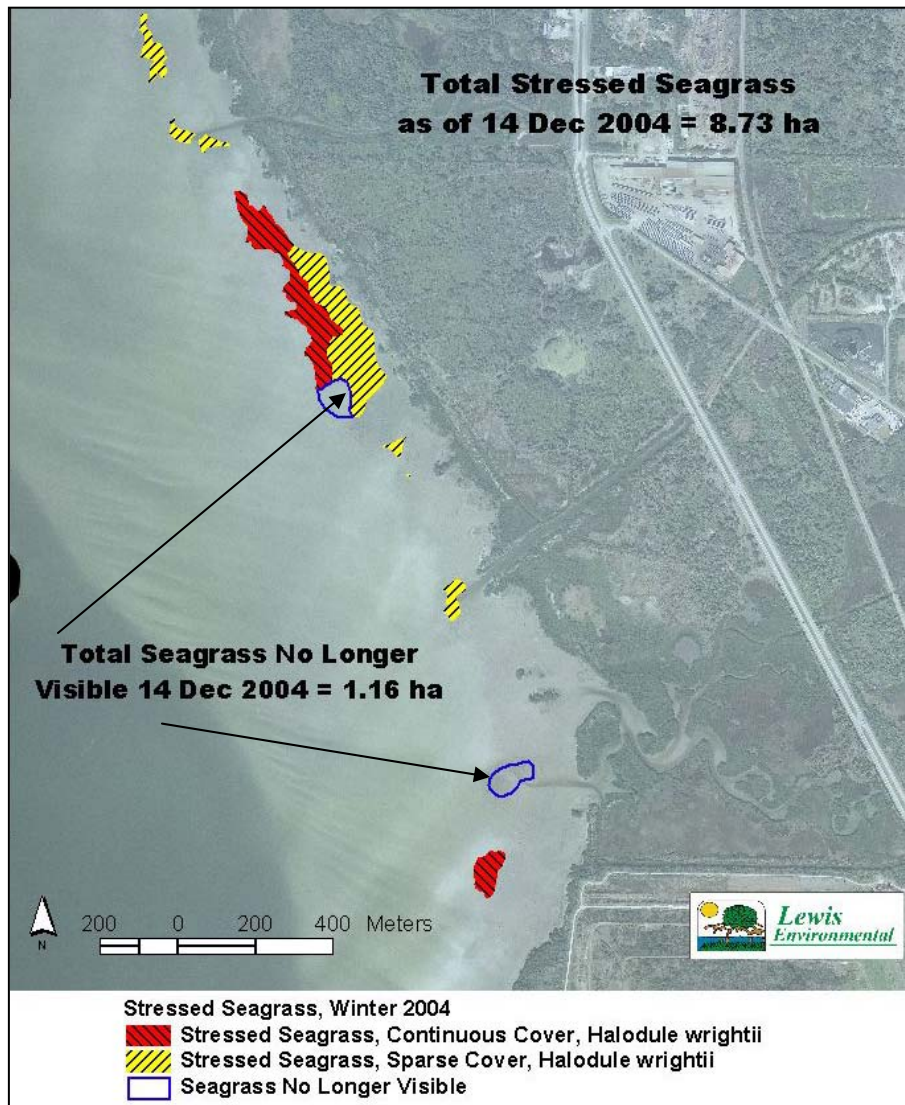 Total Stressed Seagrass
as of 14 Dec 2004 = 8.73 ha
Total Seagrass No Longer
Visible 14 Dec 2004 = 1.16 ha
N
200 0 200 400 Meters
Lewis
Environmental
Stressed Seagrass, Winter 2004
Stressed Seagrass, Continuous Cover, Halodule wrightii
Stressed Seagrass, Sparse Cover, Halodule wrightii
Seagrass No Longer Visible